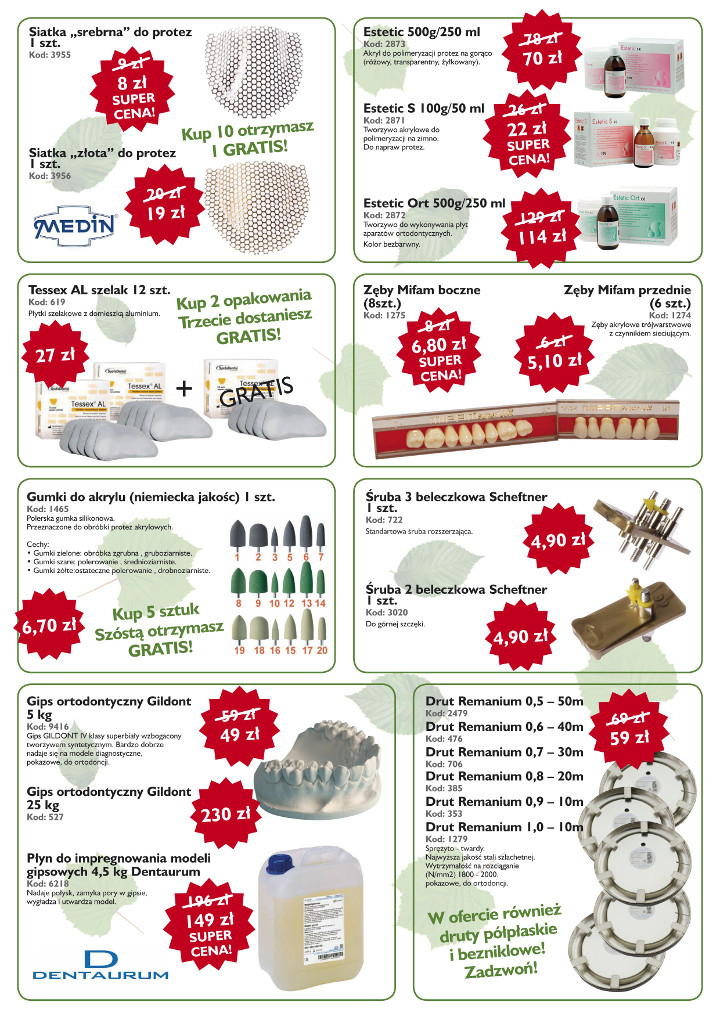 Siatka „srebrna” do protez
1 szt.
Kod: 3955
9 zł
8 zł
SUPER
CENA!
Kup 10 otrzymasz
1 GRATIS!
Siatka „złota” do protez
1 szt.
Kod: 3956
20 zł
19 zł
MEDiN
Estetic 500g/250 ml
Kod: 2873
Akryl do polimeryzacji protez na gorąco
(różowy, transparentny, żyłkowany).
78 zł
70 zł
Estetic S 100g/50 ml
Kod: 2871
Tworzywo akrylowe do
polimeryzacji na zimno.
Do napraw protez.
26 zł
22 zł
SUPER
CENA!
Estetic S
Estetic Ort 500g/250 ml
Kod: 2872
Tworzywo do wykonywania płyt
aparatów ortodontycznych.
Kolor bezbarwny.
129 zł
114 zł
Estetic Ort
Tessex AL szelak 12 szt.
Kod: 619
Płytki szelakowe z domieszką aluminium.
Kup 2 opakowania
Trzecie dostaniesz
GRATIS!
27 zł
Tessex® AL
Tessex® AL
+
GRATIS
Zęby Mifam boczne
(8szt.)
Kod: 1275
8 zł
6,80 zł
SUPER
CENA!
Zęby Mifam przednie
(6 szt.)
Kod: 1274
Zęby akrylowe trójwarstwowe
z czynnikiem sieciującym.
6 zł
5,10 zł
Gumki do akrylu (niemiecka jakośc) 1 szt.
Kod: 1465
Polerska gumka silikonowa.
Przeznaczone do obróbki protez akrylowych.
Cechy:
• Gumki zielone: obróbka zgrubna , gruboziarniste.
• Gumki szare: polerowanie , średnioziarniste.
• Gumki żółte:ostateczne polerowanie , drobnoziarniste.
6,70 zł
Kup 5 sztuk
Szóstą otrzymasz
GRATIS!
1 2 3 5 6 7
8 9 10 12 13 14
19 18 16 15 17 20
Śruba 3 beleczkowa Scheftner
1 szt.
Kod: 722
Standartowa śruba rozszerzająca.
4,90 zł
Śruba 2 beleczkowa Scheftner
1 szt.
Kod: 3020
Do górnej szczęki.
4,90 zł
Gips ortodontyczny Gildont
5 kg
Kod: 9416
Gips GILDONT IV klasy superbiały wzbogacony
tworzywem syntetycznym. Bardzo dobrze
nadaje się na modele diagnostyczne,
pokazowe, do ortodoncji.
59 zł
49 zł
Gips ortodontyczny Gildont
25 kg
Kod: 527
230 zł
Płyn do impregnowania modeli
gipsowych 4,5 kg Dentaurum
Kod: 6218
Nadaje połysk, zamyka pory w gipsie,
wygładza i utwardza model.
196 zł
149 zł
SUPER
CENA!
D
DENTAURUM
Drut Remanium 0,5 – 50m
Kod: 2479
Drut Remanium 0,6 – 40m
Kod: 476
Drut Remanium 0,7 – 30m
Kod: 706
Drut Remanium 0,8 – 20m
Kod: 385
Drut Remanium 0,9 – 10m
Kod: 353
Drut Remanium 1,0 – 10m
Kod: 1279
Sprężyto - twardy.
Najwyższa jakość stali szlachetnej.
Wytrzymałość na rozciąganie
(N/mm2) 1800 - 2000.
pokazowe, do ortodoncji.
69 zł
59 zł
W ofercie również
druty półpłaskie
i bezniklowe!
Zadzwoń!